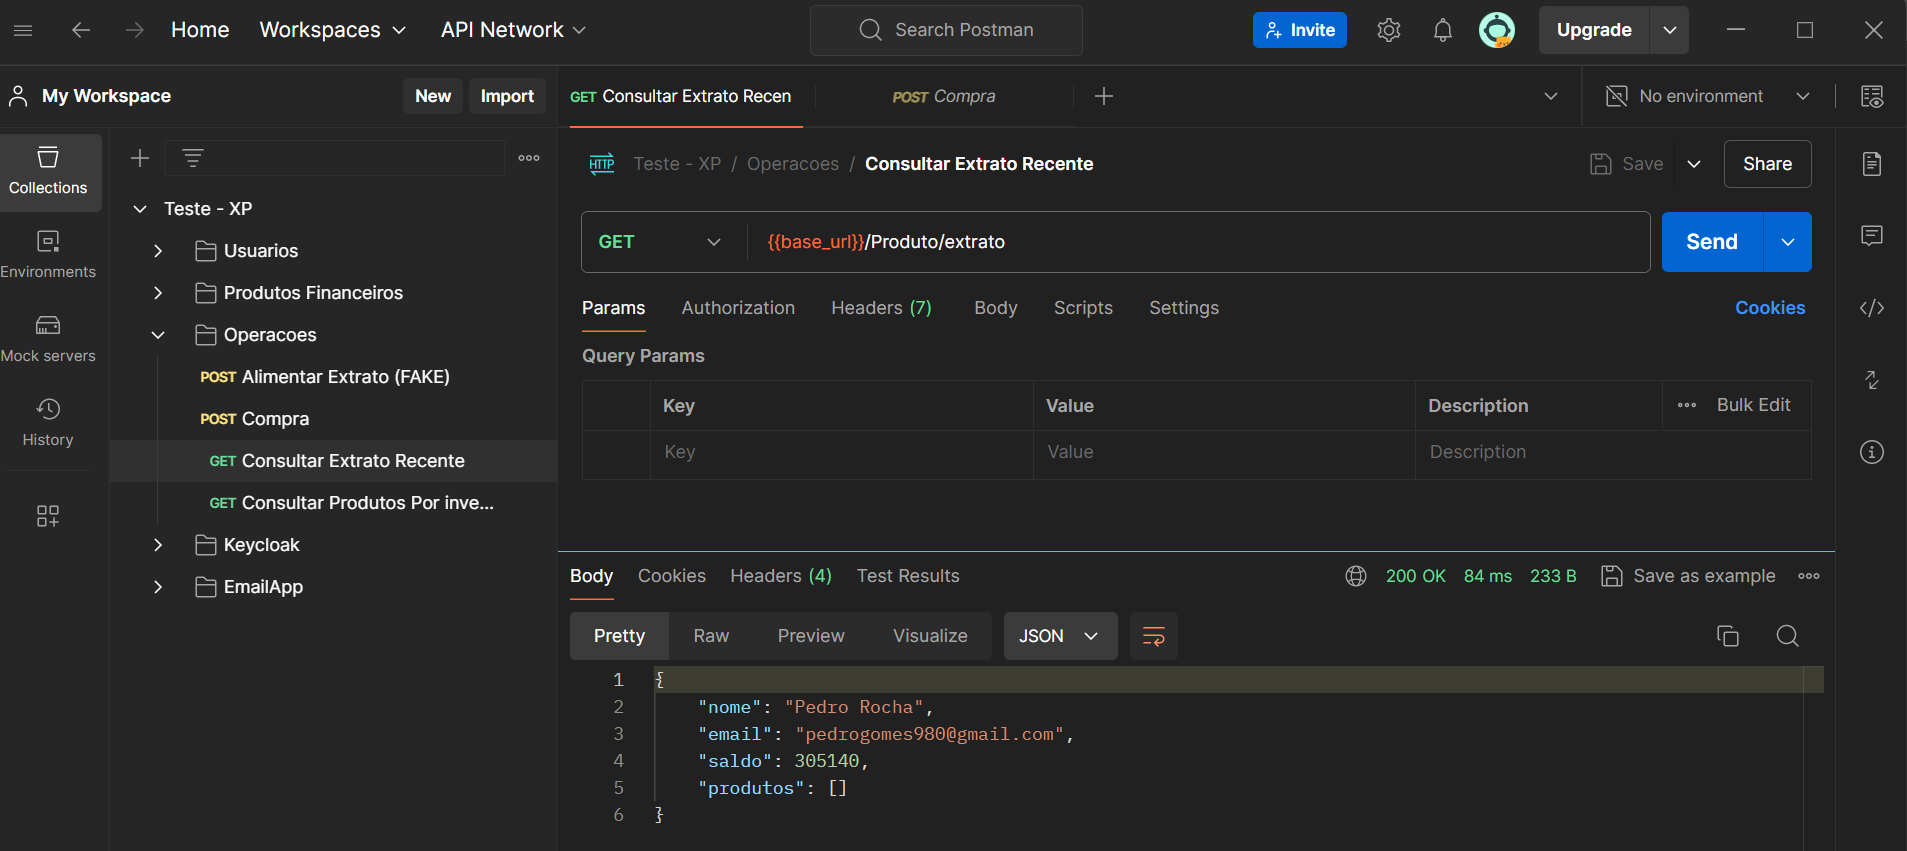 Home
Workspaces
API Network
Search Postman
Invite
Upgrade
My Workspace
New
Import
GET Consultar Extrato Recen
POST Compra
No environment
Collections
Environments
Mock servers
History
Teste - XP
Usuarios
Produtos Financeiros
Operacoes
POST Alimentar Extrato (FAKE)
POST Compra
GET Consultar Extrato Recente
GET Consultar Produtos Por inve...
Keycloak
EmailApp
HTTP Teste - XP / Operacoes / Consultar Extrato Recente
Save
Share
GET
{{base_url}}/Produto/extrato
Send
Params
Authorization
Headers (7)
Body
Scripts
Settings
Cookies
Query Params
Key
Value
Description
Bulk Edit
Key
Value
Description
Body
Cookies
Headers (4)
Test Results
200 OK
84 ms
233 B
Save as example
Pretty
Raw
Preview
Visualize
JSON
1 {
2 "nome": "Pedro Rocha",
3 "email": "pedrogomes980@gmail.com",
4 "saldo": 305140,
5 "produtos": []
6 }